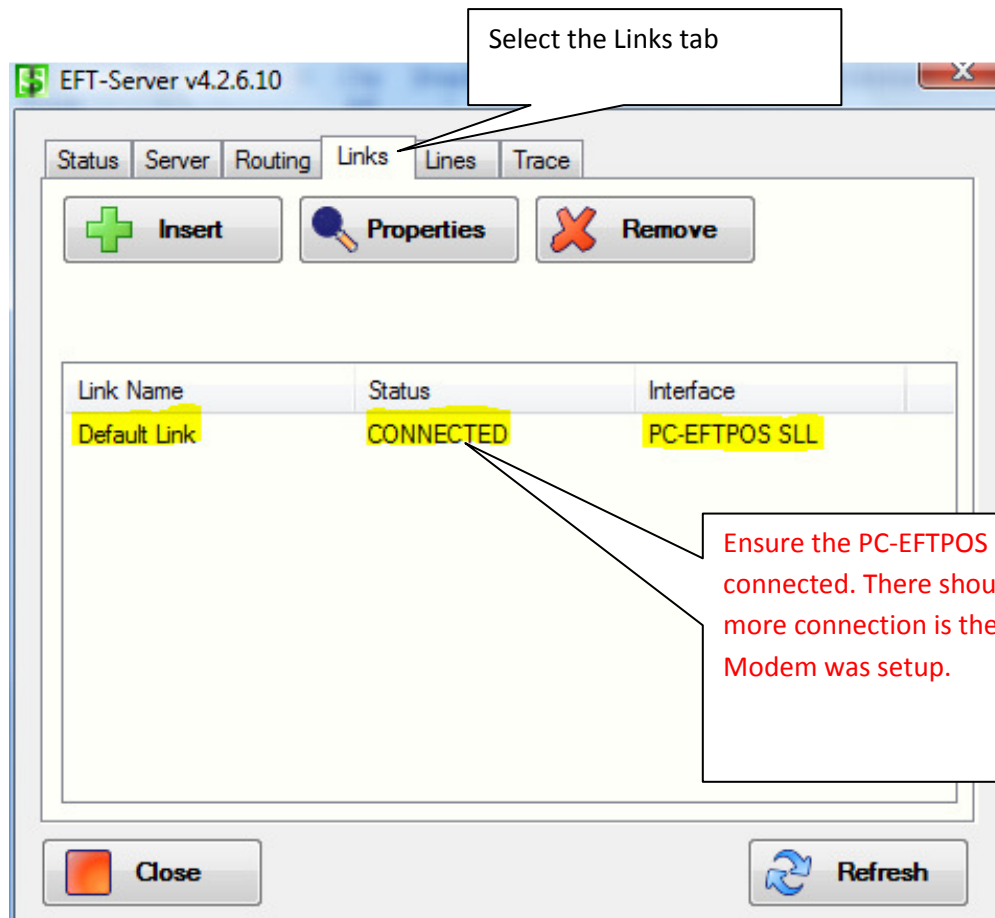 Select the Links tab
EFT-Server v4.2.6.10
Status Server Routing Links Lines Trace
Insert Properties Remove
Link Name Status Interface
Default Link CONNECTED PC-EFTPOS SLL
Ensure the PC-EFTPOS
connected. There shou
more connection is the
Modem was setup.
Close Refresh